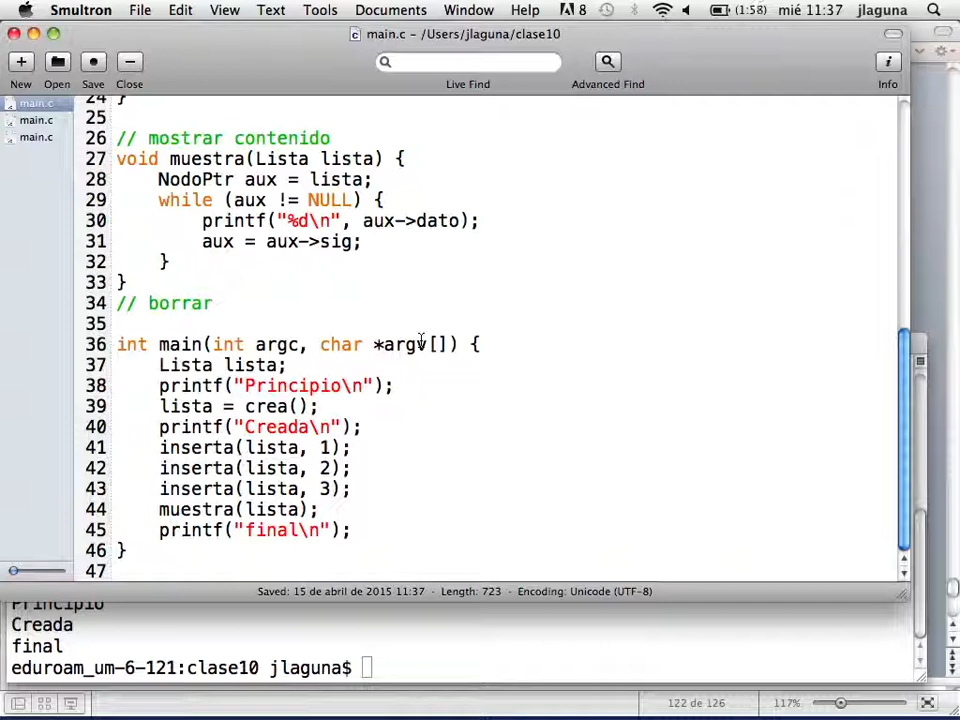 Smultron File Edit View Text Tools Documents Window Help 8 (1:58) mié 11:37 jlaguna
main.c – /Users/jlaguna/clase10
New Open Save Close Live Find Advanced Find Info
main.c
main.c
main.c
24 }
25
26 // mostrar contenido
27 void muestra(Lista lista) {
28 NodoPtr aux = lista;
29 while (aux != NULL) {
30 printf("%d\n", aux->dato);
31 aux = aux->sig;
32 }
33 }
34 // borrar
35
36 int main(int argc, char *argv[]) {
37 Lista lista;
38 printf("Principio\n");
39 lista = crea();
40 printf("Creada\n");
41 inserta(lista, 1);
42 inserta(lista, 2);
43 inserta(lista, 3);
44 muestra(lista);
45 printf("final\n");
46 }
47
Saved: 15 de abril de 2015 11:37 · Length: 723 · Encoding: Unicode (UTF-8)
Principio
Creada
final
eduroam_um-6-121:clase10 jlaguna$
122 de 126 117%